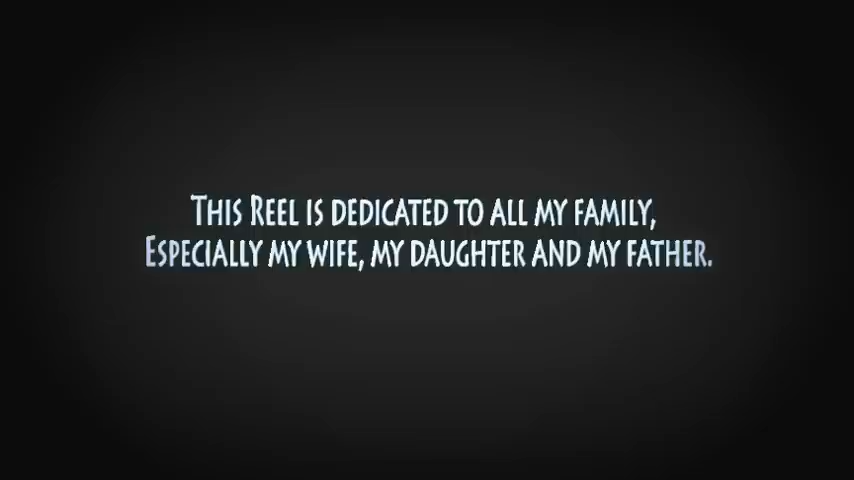 This Reel is dedicated to all my family,
Especially my wife, my daughter and my father.